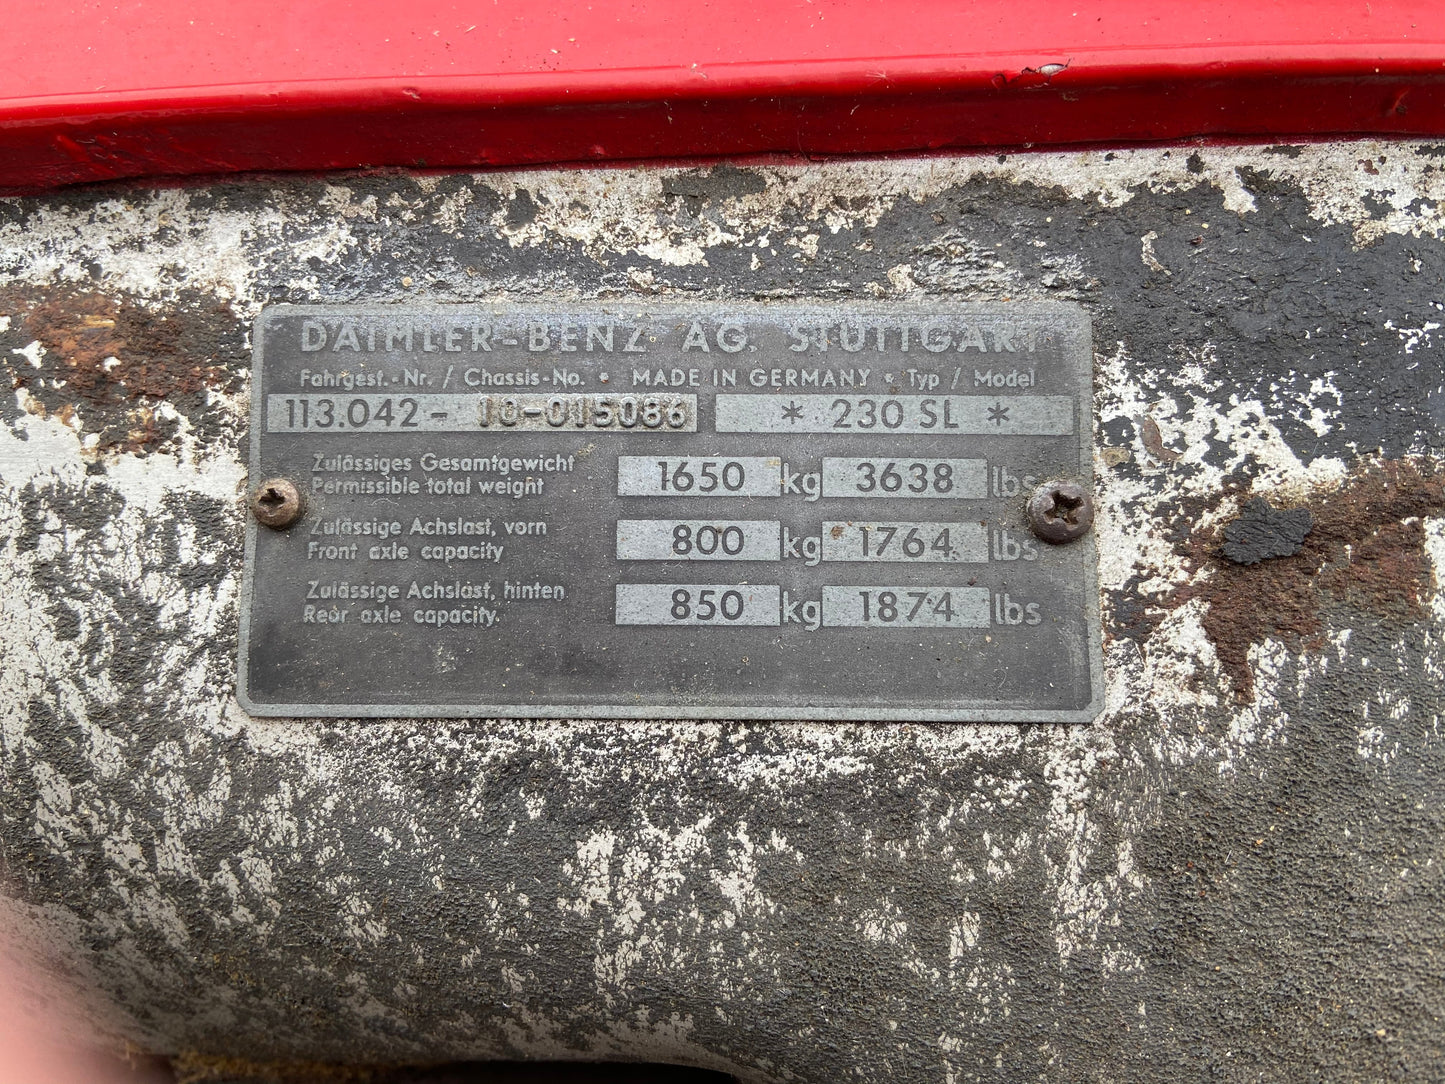 DAIMLER-BENZ AG. STUTTGART
Fahrgest.-Nr. / Chassis-No. • MADE IN GERMANY • Typ / Model
113.042- 10-015086 * 230 SL *
Zulässiges Gesamtgewicht
Permissible total weight 1650 kg 3638 lbs
Zulässige Achslast, vorn
Front axle capacity 800 kg 1764 lbs
Zulässige Achslast, hinten
Rear axle capacity. 850 kg 1874 lbs